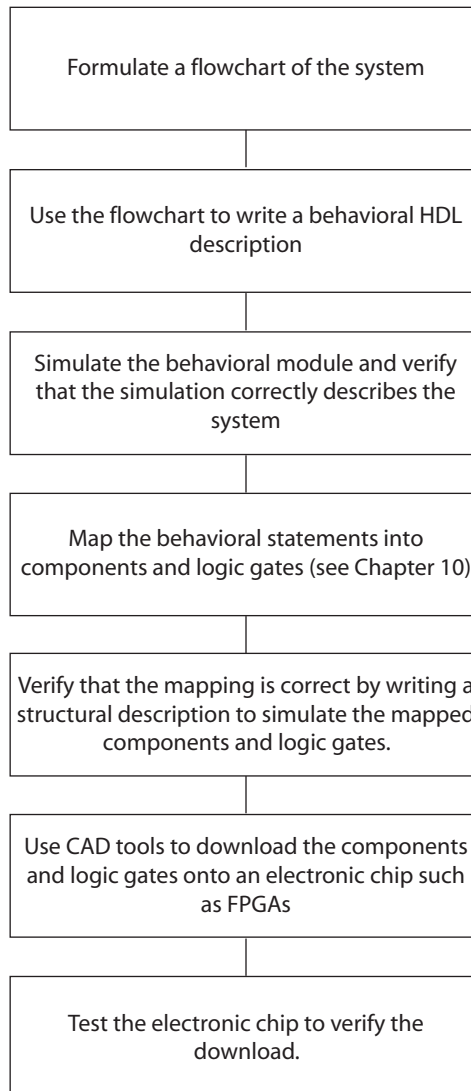 Formulate a flowchart of the system
Use the flowchart to write a behavioral HDL
description
Simulate the behavioral module and verify
that the simulation correctly describes the
system
Map the behavioral statements into
components and logic gates (see Chapter 10)
Verify that the mapping is correct by writing a
structural description to simulate the mapped
components and logic gates.
Use CAD tools to download the components
and logic gates onto an electronic chip such
as FPGAs
Test the electronic chip to verify the
download.